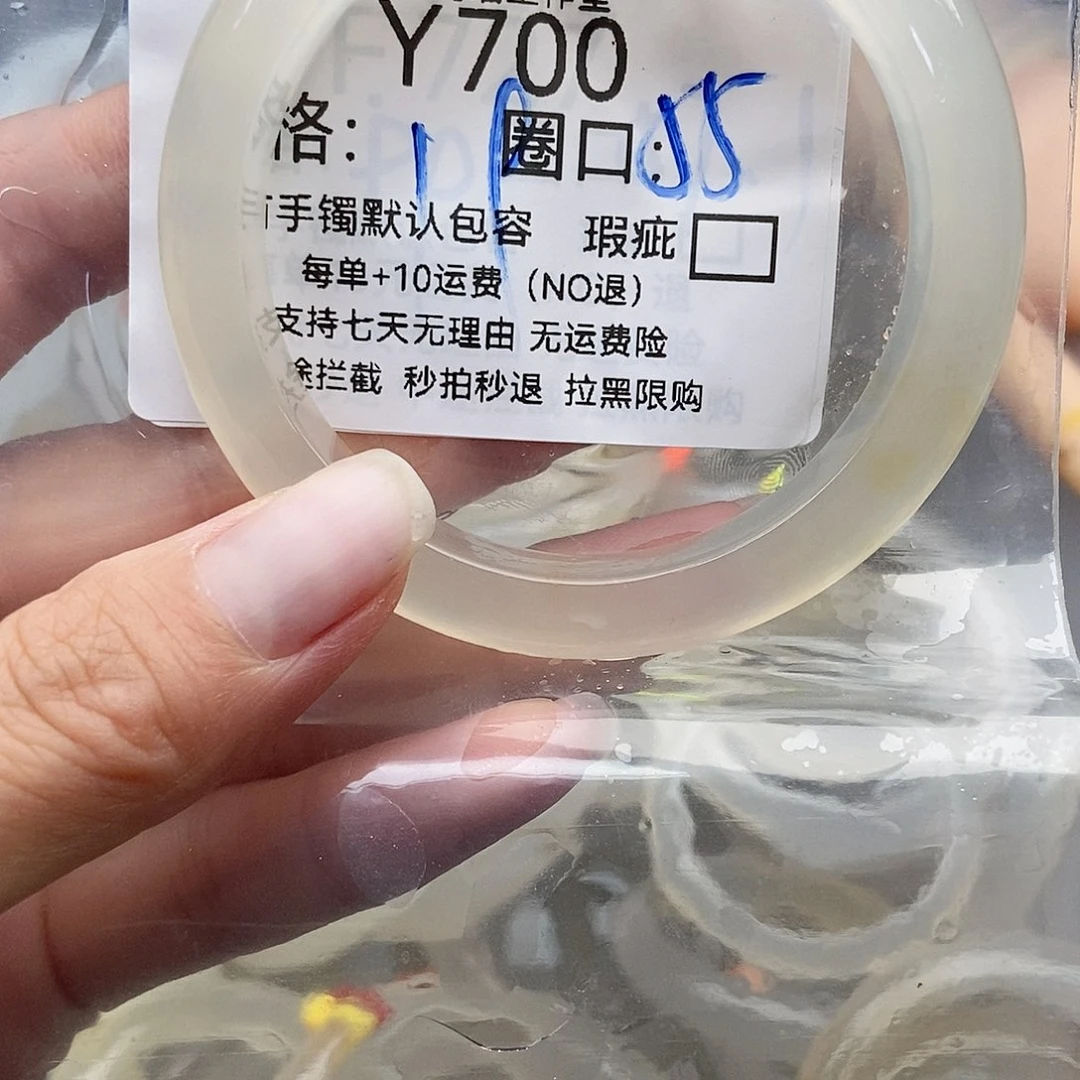 Y700
格: 圈口: 55
手镯默认包容 瑕疵
每单+10运费（NO退）
支持七天无理由 无运费险
途拦截 秒拍秒退 拉黑限购